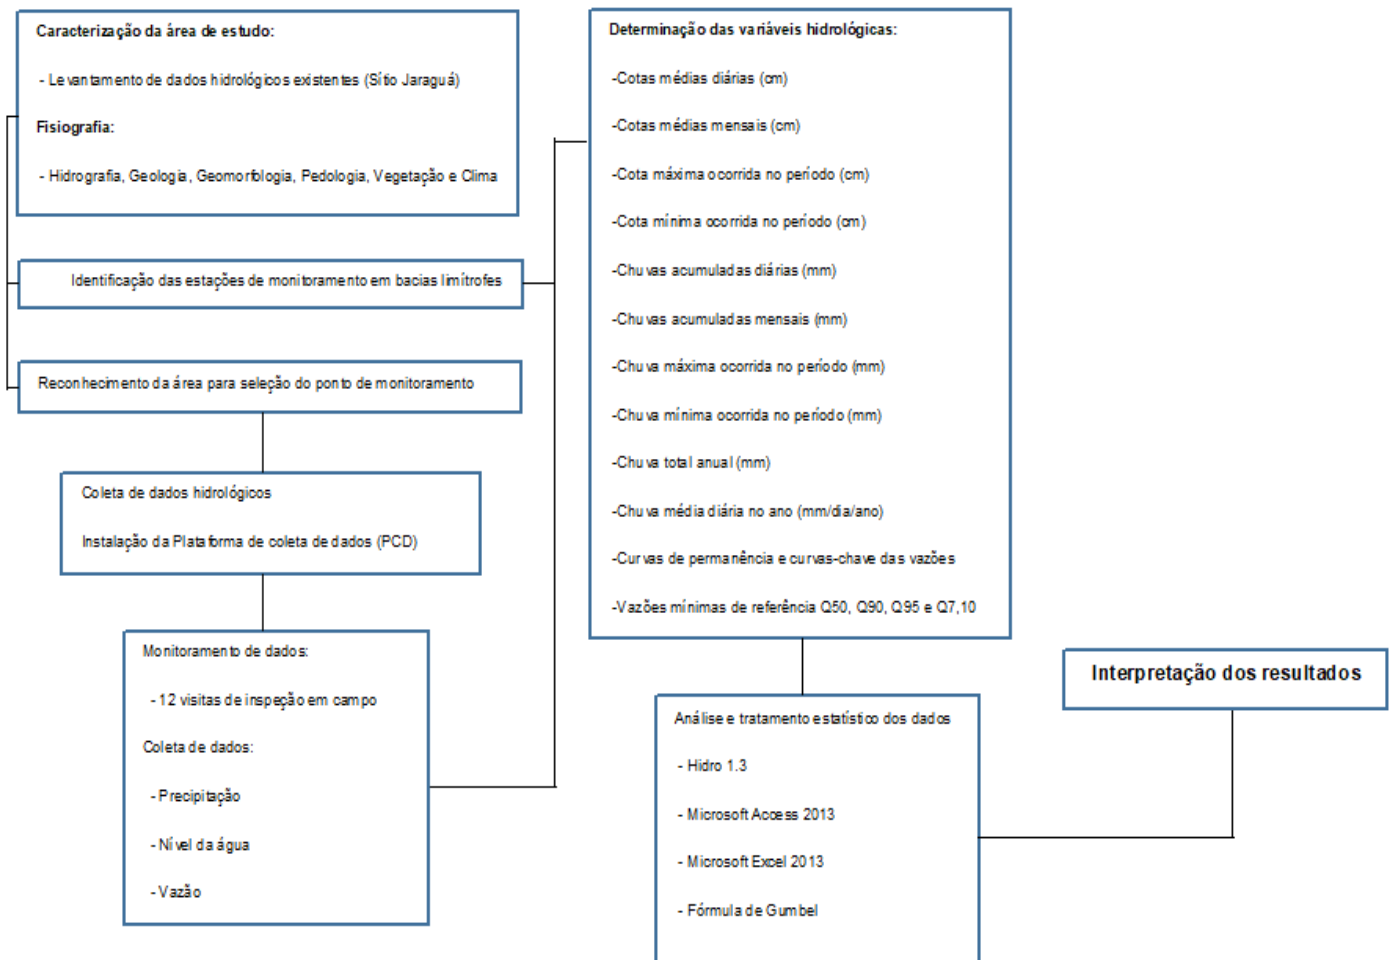 Caracterização da área de estudo:
- Levantamento de dados hidrológicos existentes (Sítio Jaraguá)
Fisiografia:
- Hidrografia, Geologia, Geomorfologia, Pedologia, Vegetação e Clima
Identificação das estações de monitoramento em bacias limítrofes
Reconhecimento da área para seleção do ponto de monitoramento
Coleta de dados hidrológicos
Instalação da Plataforma de coleta de dados (PCD)
Monitoramento de dados:
- 12 visitas de inspeção em campo
Coleta de dados:
- Precipitação
- Nível da água
- Vazão
Determinação das variáveis hidrológicas:
-Cotas médias diárias (cm)
-Cotas médias mensais (cm)
-Cota máxima ocorrida no período (cm)
-Cota mínima ocorrida no período (cm)
-Chuvas acumuladas diárias (mm)
-Chuvas acumuladas mensais (mm)
-Chuva máxima ocorrida no período (mm)
-Chuva mínima ocorrida no período (mm)
-Chuva total anual (mm)
-Chuva média diária no ano (mm/dia/ano)
-Curvas de permanência e curvas-chave das vazões
-Vazões mínimas de referência Q50, Q90, Q95 e Q7,10
Análise e tratamento estatístico dos dados
- Hidro 1.3
- Microsoft Access 2013
- Microsoft Excel 2013
- Fórmula de Gumbel
Interpretação dos resultados